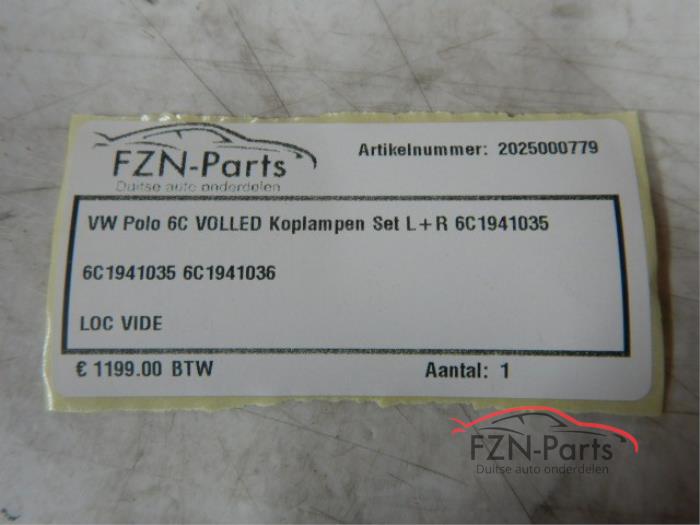 FZN-Parts
Duitse auto onderdelen
Artikelnummer: 2025000779
VW Polo 6C VOLLED Koplampen Set L+R 6C1941035
6C1941035 6C1941036
LOC VIDE
€ 1199.00 BTW
Aantal: 1
FZN-Parts
Duitse auto onderdelen